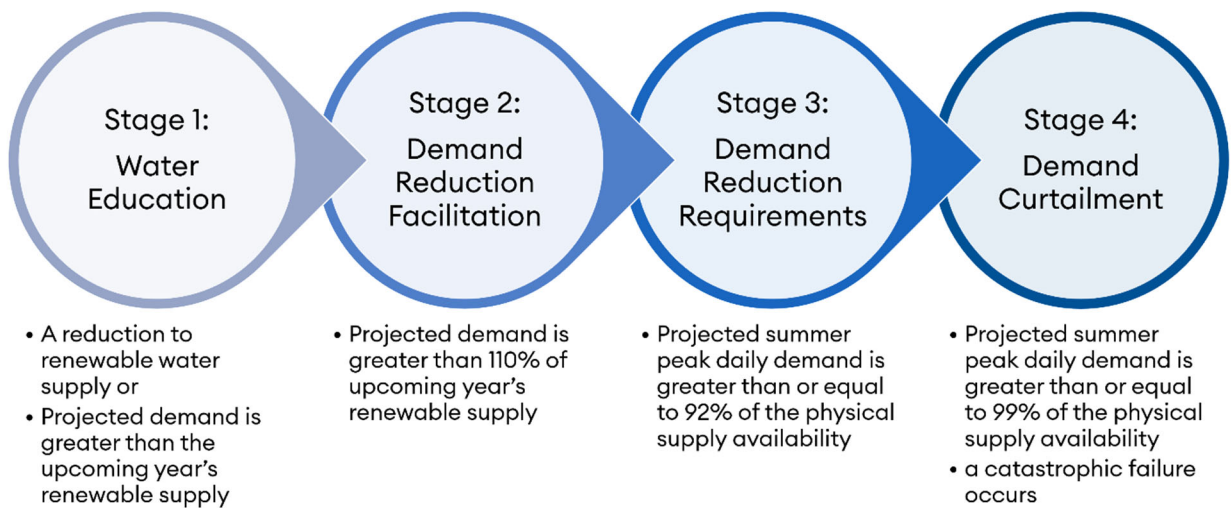 Stage 1:
Water
Education
Stage 2:
Demand
Reduction
Facilitation
Stage 3:
Demand
Reduction
Requirements
Stage 4:
Demand
Curtailment
• A reduction to
renewable water
supply or
• Projected demand is
greater than the
upcoming year's
renewable supply
• Projected demand is
greater than 110% of
upcoming year's
renewable supply
• Projected summer
peak daily demand is
greater than or equal
to 92% of the physical
supply availability
• Projected summer
peak daily demand is
greater than or equal
to 99% of the physical
supply availability
• a catastrophic failure
occurs